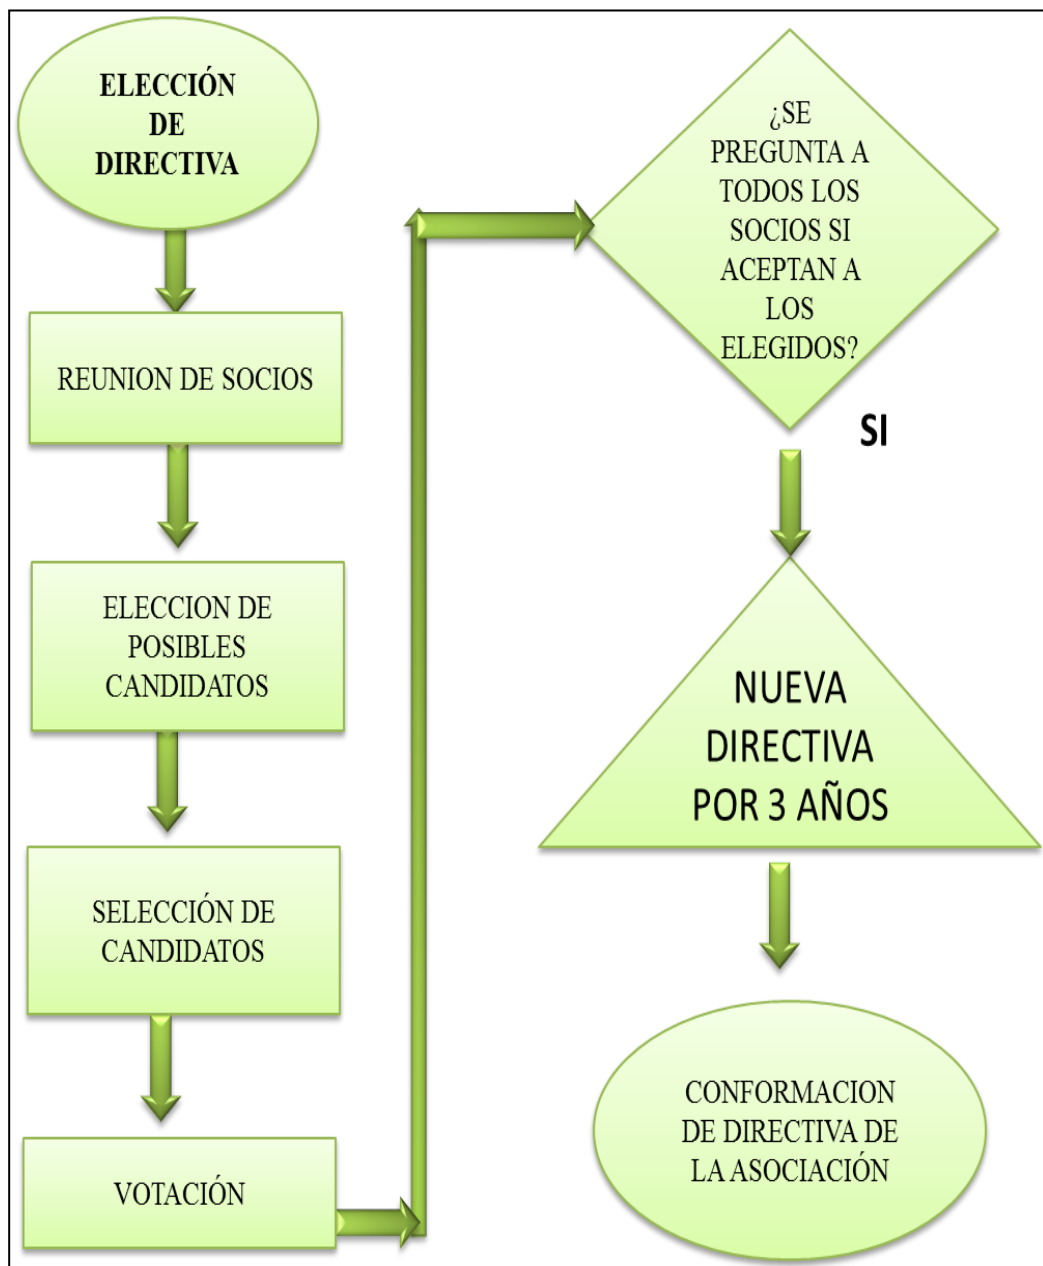 ELECCIÓN
DE
DIRECTIVA
REUNION DE SOCIOS
ELECCION DE
POSIBLES
CANDIDATOS
SELECCIÓN DE
CANDIDATOS
VOTACIÓN
¿SE
PREGUNTA A
TODOS LOS
SOCIOS SI
ACEPTAN A
LOS
ELEGIDOS?
SI
NUEVA
DIRECTIVA
POR 3 AÑOS
CONFORMACION
DE DIRECTIVA DE
LA ASOCIACIÓN